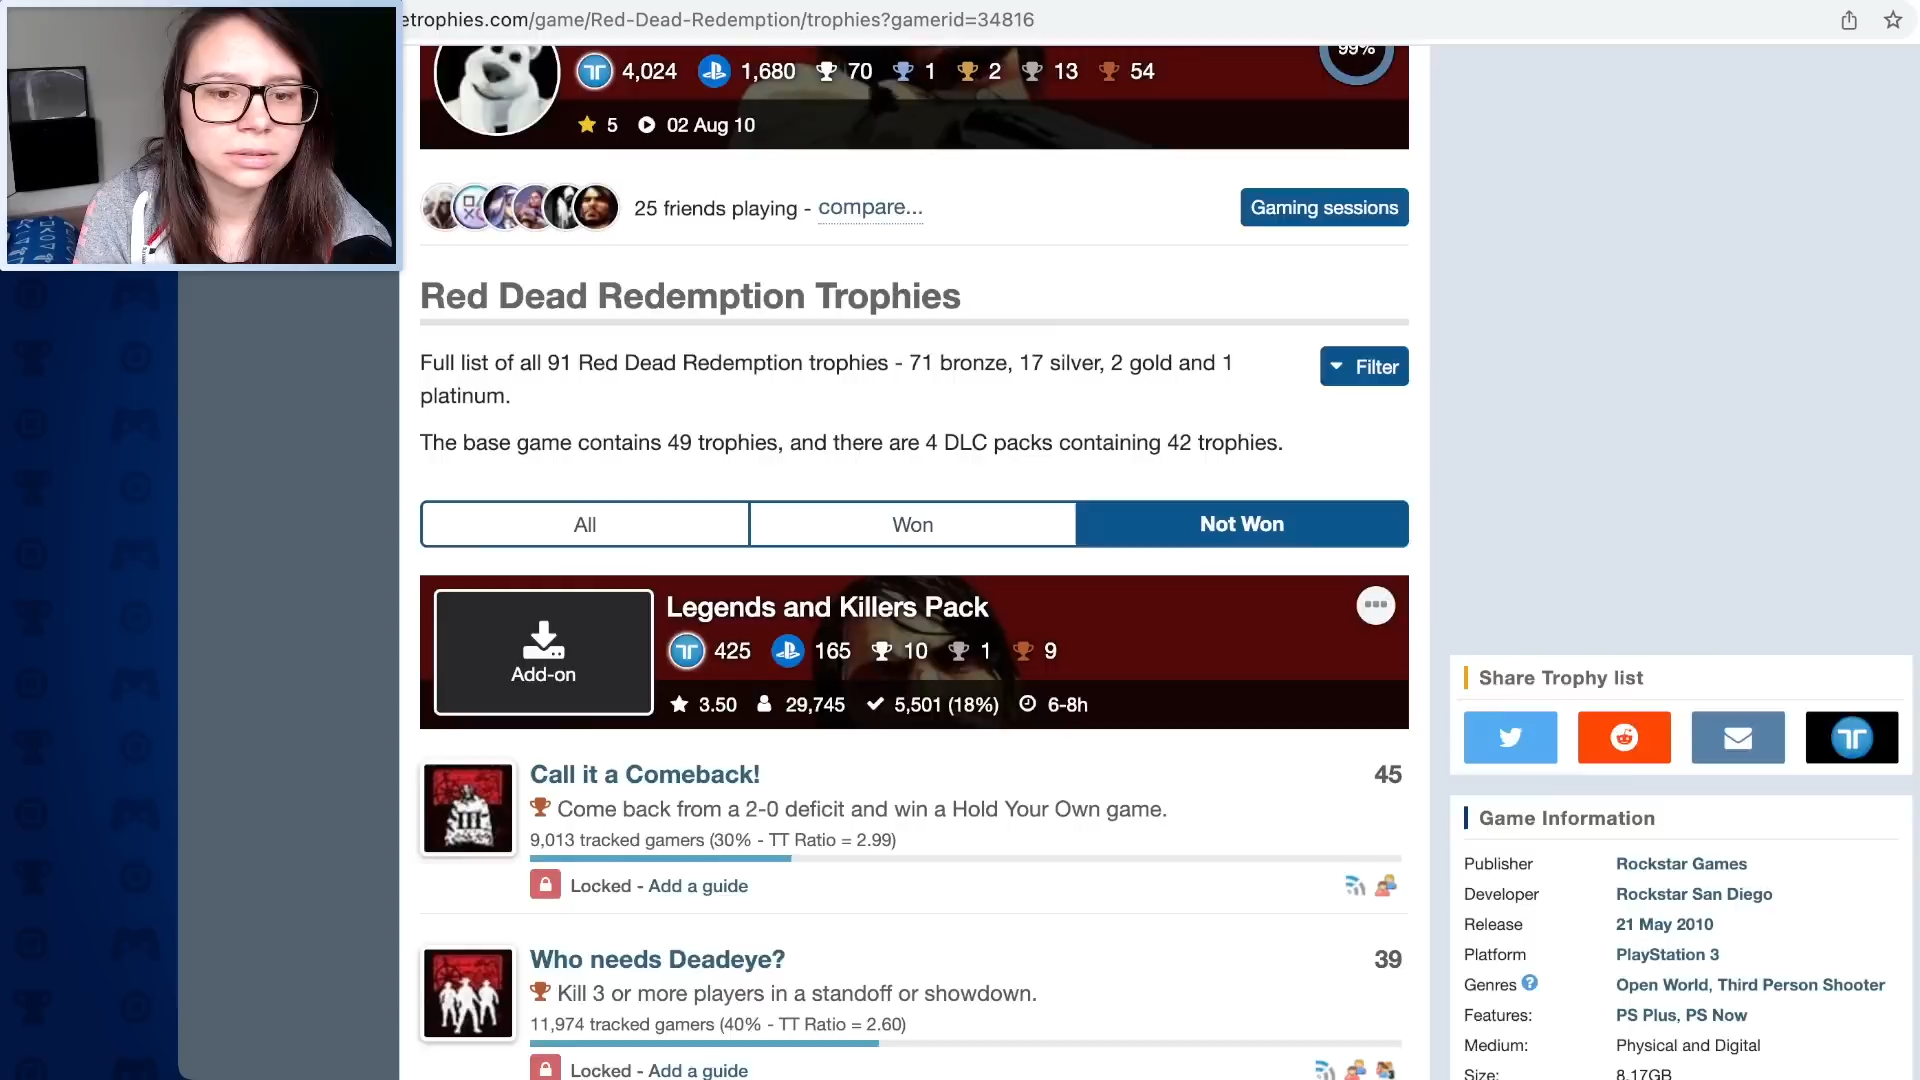 etrophies.com/game/Red-Dead-Redemption/trophies?gamerid=34816
4,024 1,680 70 1 2 13 54
99%
5 02 Aug 10
25 friends playing - compare...
Gaming sessions
Red Dead Redemption Trophies
Full list of all 91 Red Dead Redemption trophies - 71 bronze, 17 silver, 2 gold and 1
platinum.
Filter
The base game contains 49 trophies, and there are 4 DLC packs containing 42 trophies.
All Won Not Won
Add-on
Legends and Killers Pack
425 165 10 1 9
3.50 29,745 5,501 (18%) 6-8h
Call it a Comeback! 45
Come back from a 2-0 deficit and win a Hold Your Own game.
9,013 tracked gamers (30% - TT Ratio = 2.99)
Locked - Add a guide
Who needs Deadeye? 39
Kill 3 or more players in a standoff or showdown.
11,974 tracked gamers (40% - TT Ratio = 2.60)
Locked - Add a guide
Share Trophy list
Game Information
Publisher Rockstar Games
Developer Rockstar San Diego
Release 21 May 2010
Platform PlayStation 3
Genres Open World, Third Person Shooter
Features: PS Plus, PS Now
Medium: Physical and Digital
Size: 8.17GB